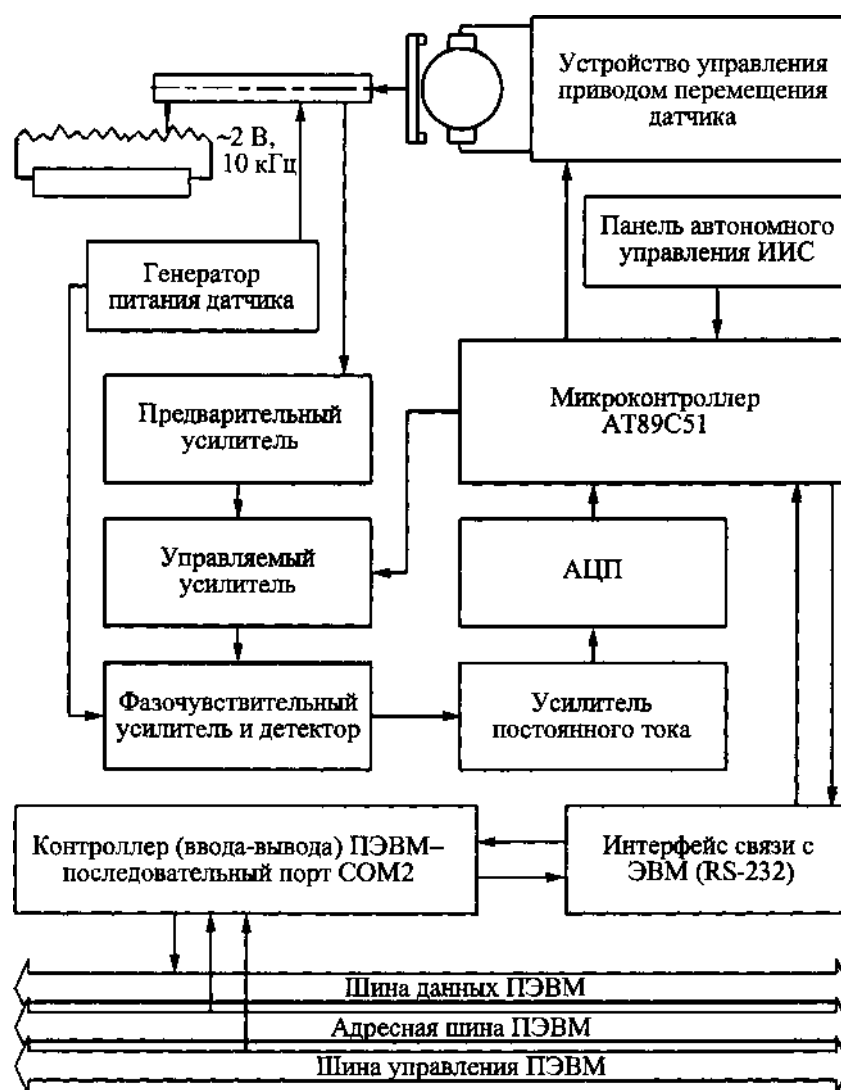 Устройство управления
приводом перемещения
датчика
~2 В,
10 кГц
Панель автономного
управления ИИС
Генератор
питания датчика
Предварительный
усилитель
Микроконтроллер
AT89C51
Управляемый
усилитель
АЦП
Фазочувствительный
усилитель и детектор
Усилитель
постоянного тока
Контроллер (ввода-вывода) ПЭВМ–
последовательный порт COM2
Интерфейс связи с
ЭВМ (RS-232)
Шина данных ПЭВМ
Адресная шина ПЭВМ
Шина управления ПЭВМ